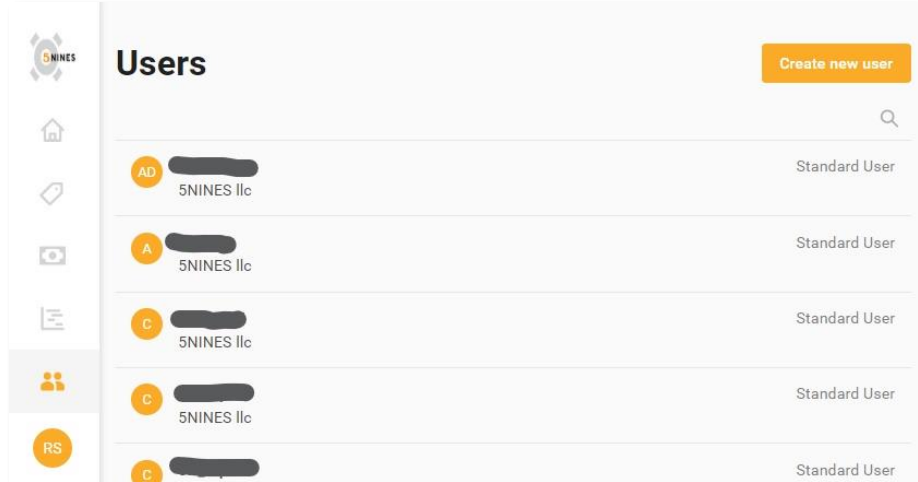 5NINES
Users
Create new user
AD
Standard User
5NINES llc
A
Standard User
5NINES llc
C
Standard User
5NINES llc
C
Standard User
5NINES llc
RS
C
Standard User